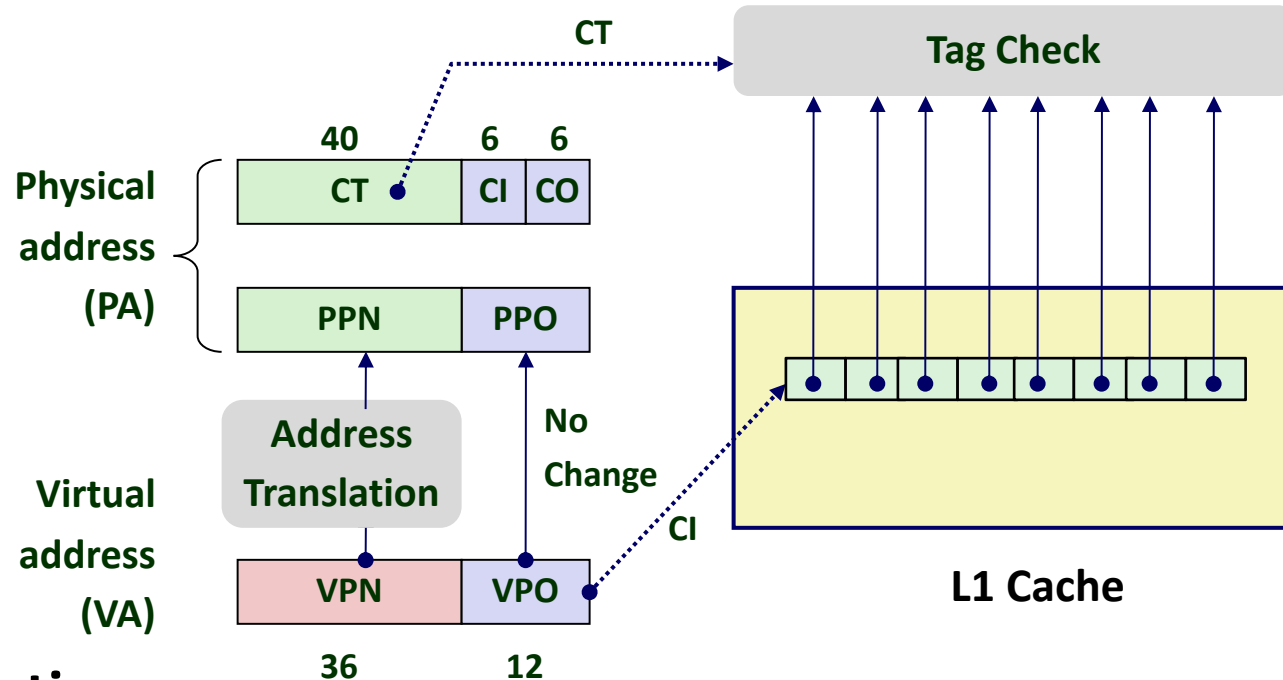 CT
Tag Check
40 6 6
Physical
address
(PA)
CT CI CO
PPN PPO
Address
Translation
No
Change
Virtual
address
(VA)
CI
VPN VPO
L1 Cache
36 12